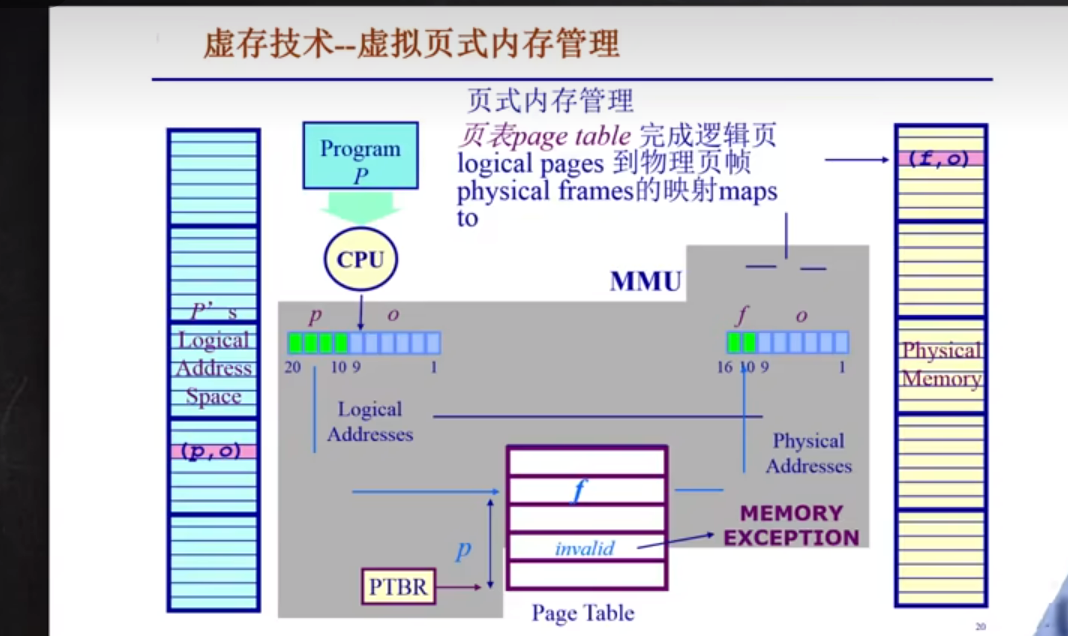 虚存技术--虚拟页式内存管理
页式内存管理
页表page table 完成逻辑页
logical pages 到物理页帧
physical frames的映射maps
to
Program
P
CPU
MMU
(f,o)
P’s
Logical
Address
Space
(p,o)
p o
20 10 9 1
Logical
Addresses
f o
16 10 9 1
Physical
Addresses
Physical
Memory
f
p
invalid
MEMORY
EXCEPTION
PTBR
Page Table
20